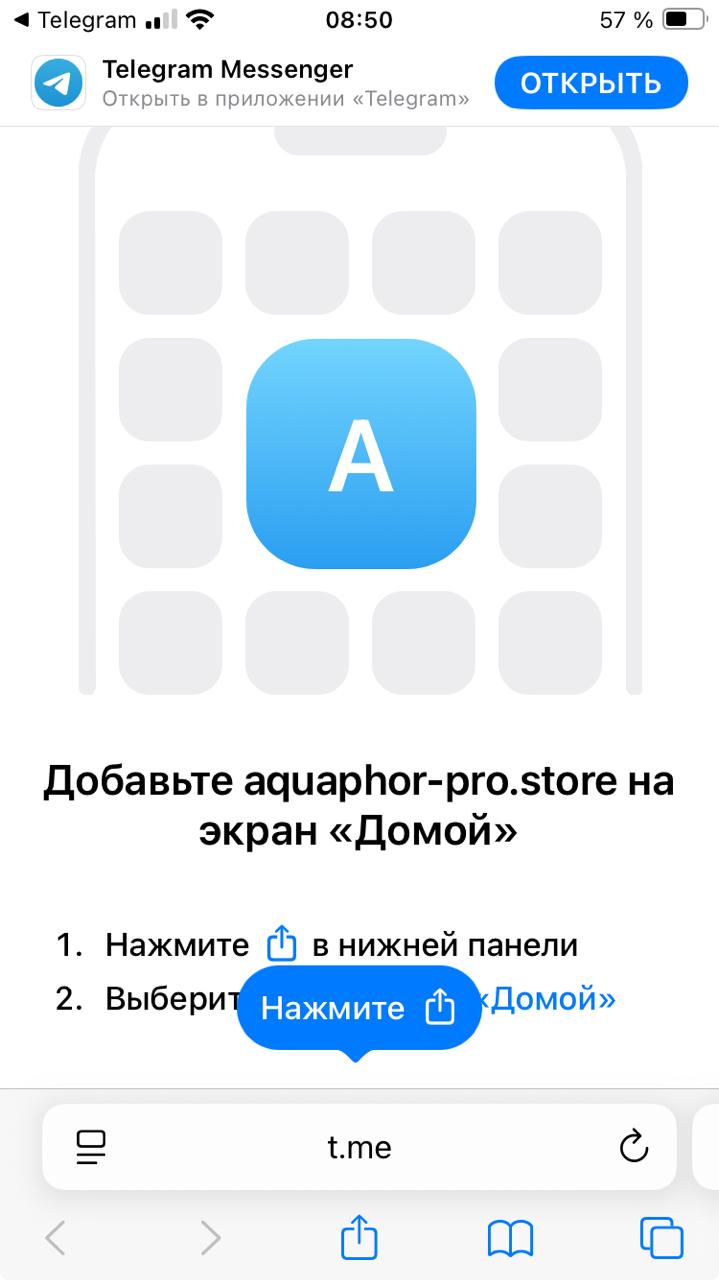 Telegram
08:50
57 %
Telegram Messenger
Открыть в приложении «Telegram»
ОТКРЫТЬ
A
Добавьте aquaphor-pro.store на
экран «Домой»
1. Нажмите в нижней панели
2. Выберит «Домой»
Нажмите
t.me